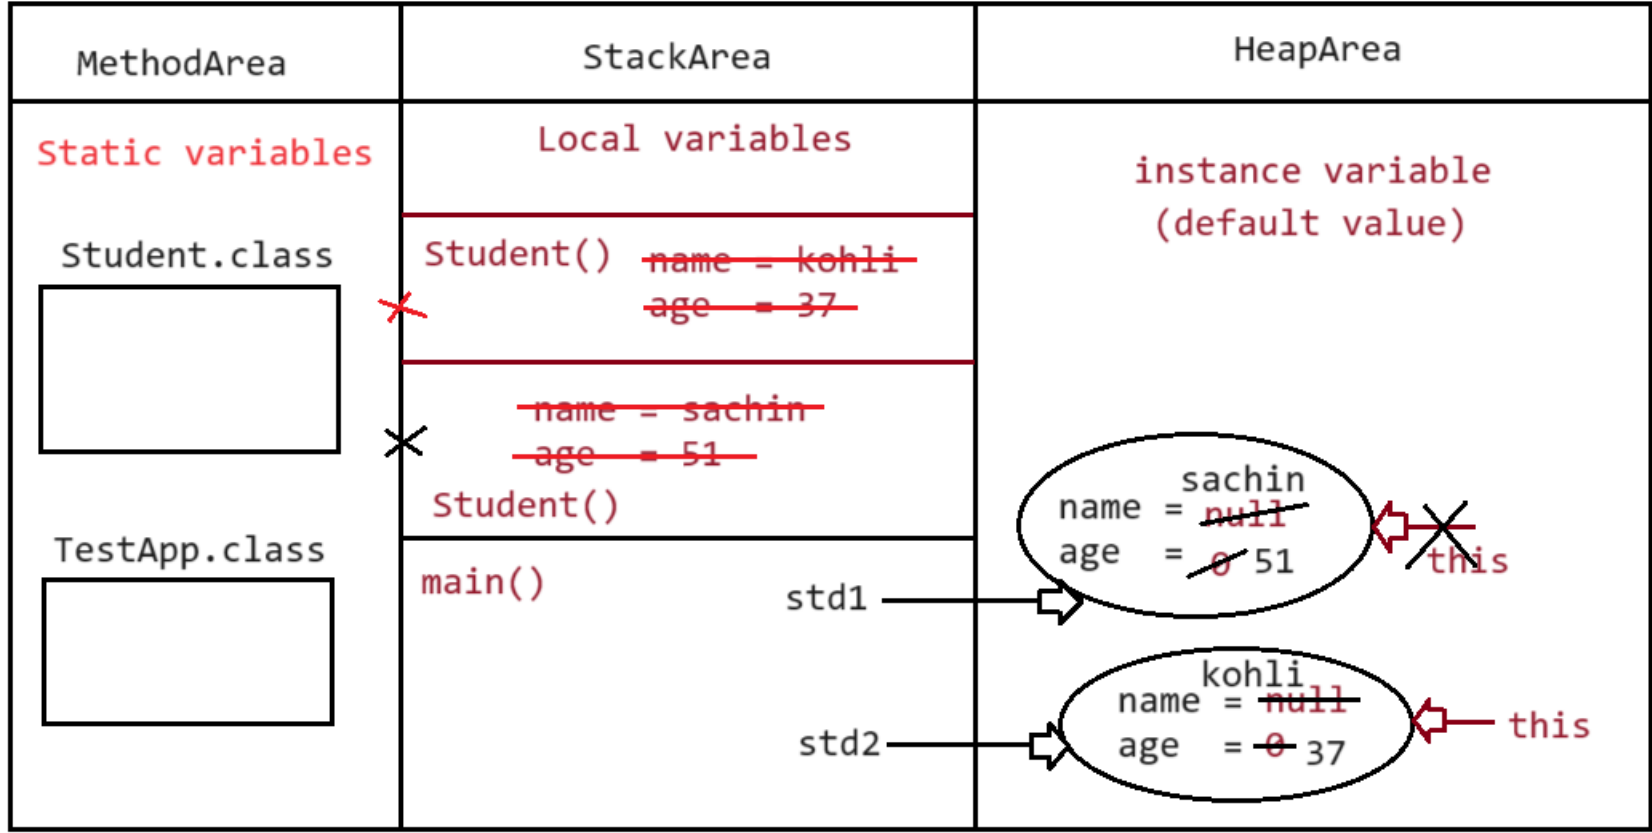 MethodArea
StackArea
HeapArea
Static variables
Student.class
TestApp.class
Local variables
Student()
name = kohli
age = 37
name = sachin
age = 51
Student()
main()
std1
std2
instance variable
(default value)
sachin
name = null
age = 0 51
this
kohli
name = null
age = 0 37
this